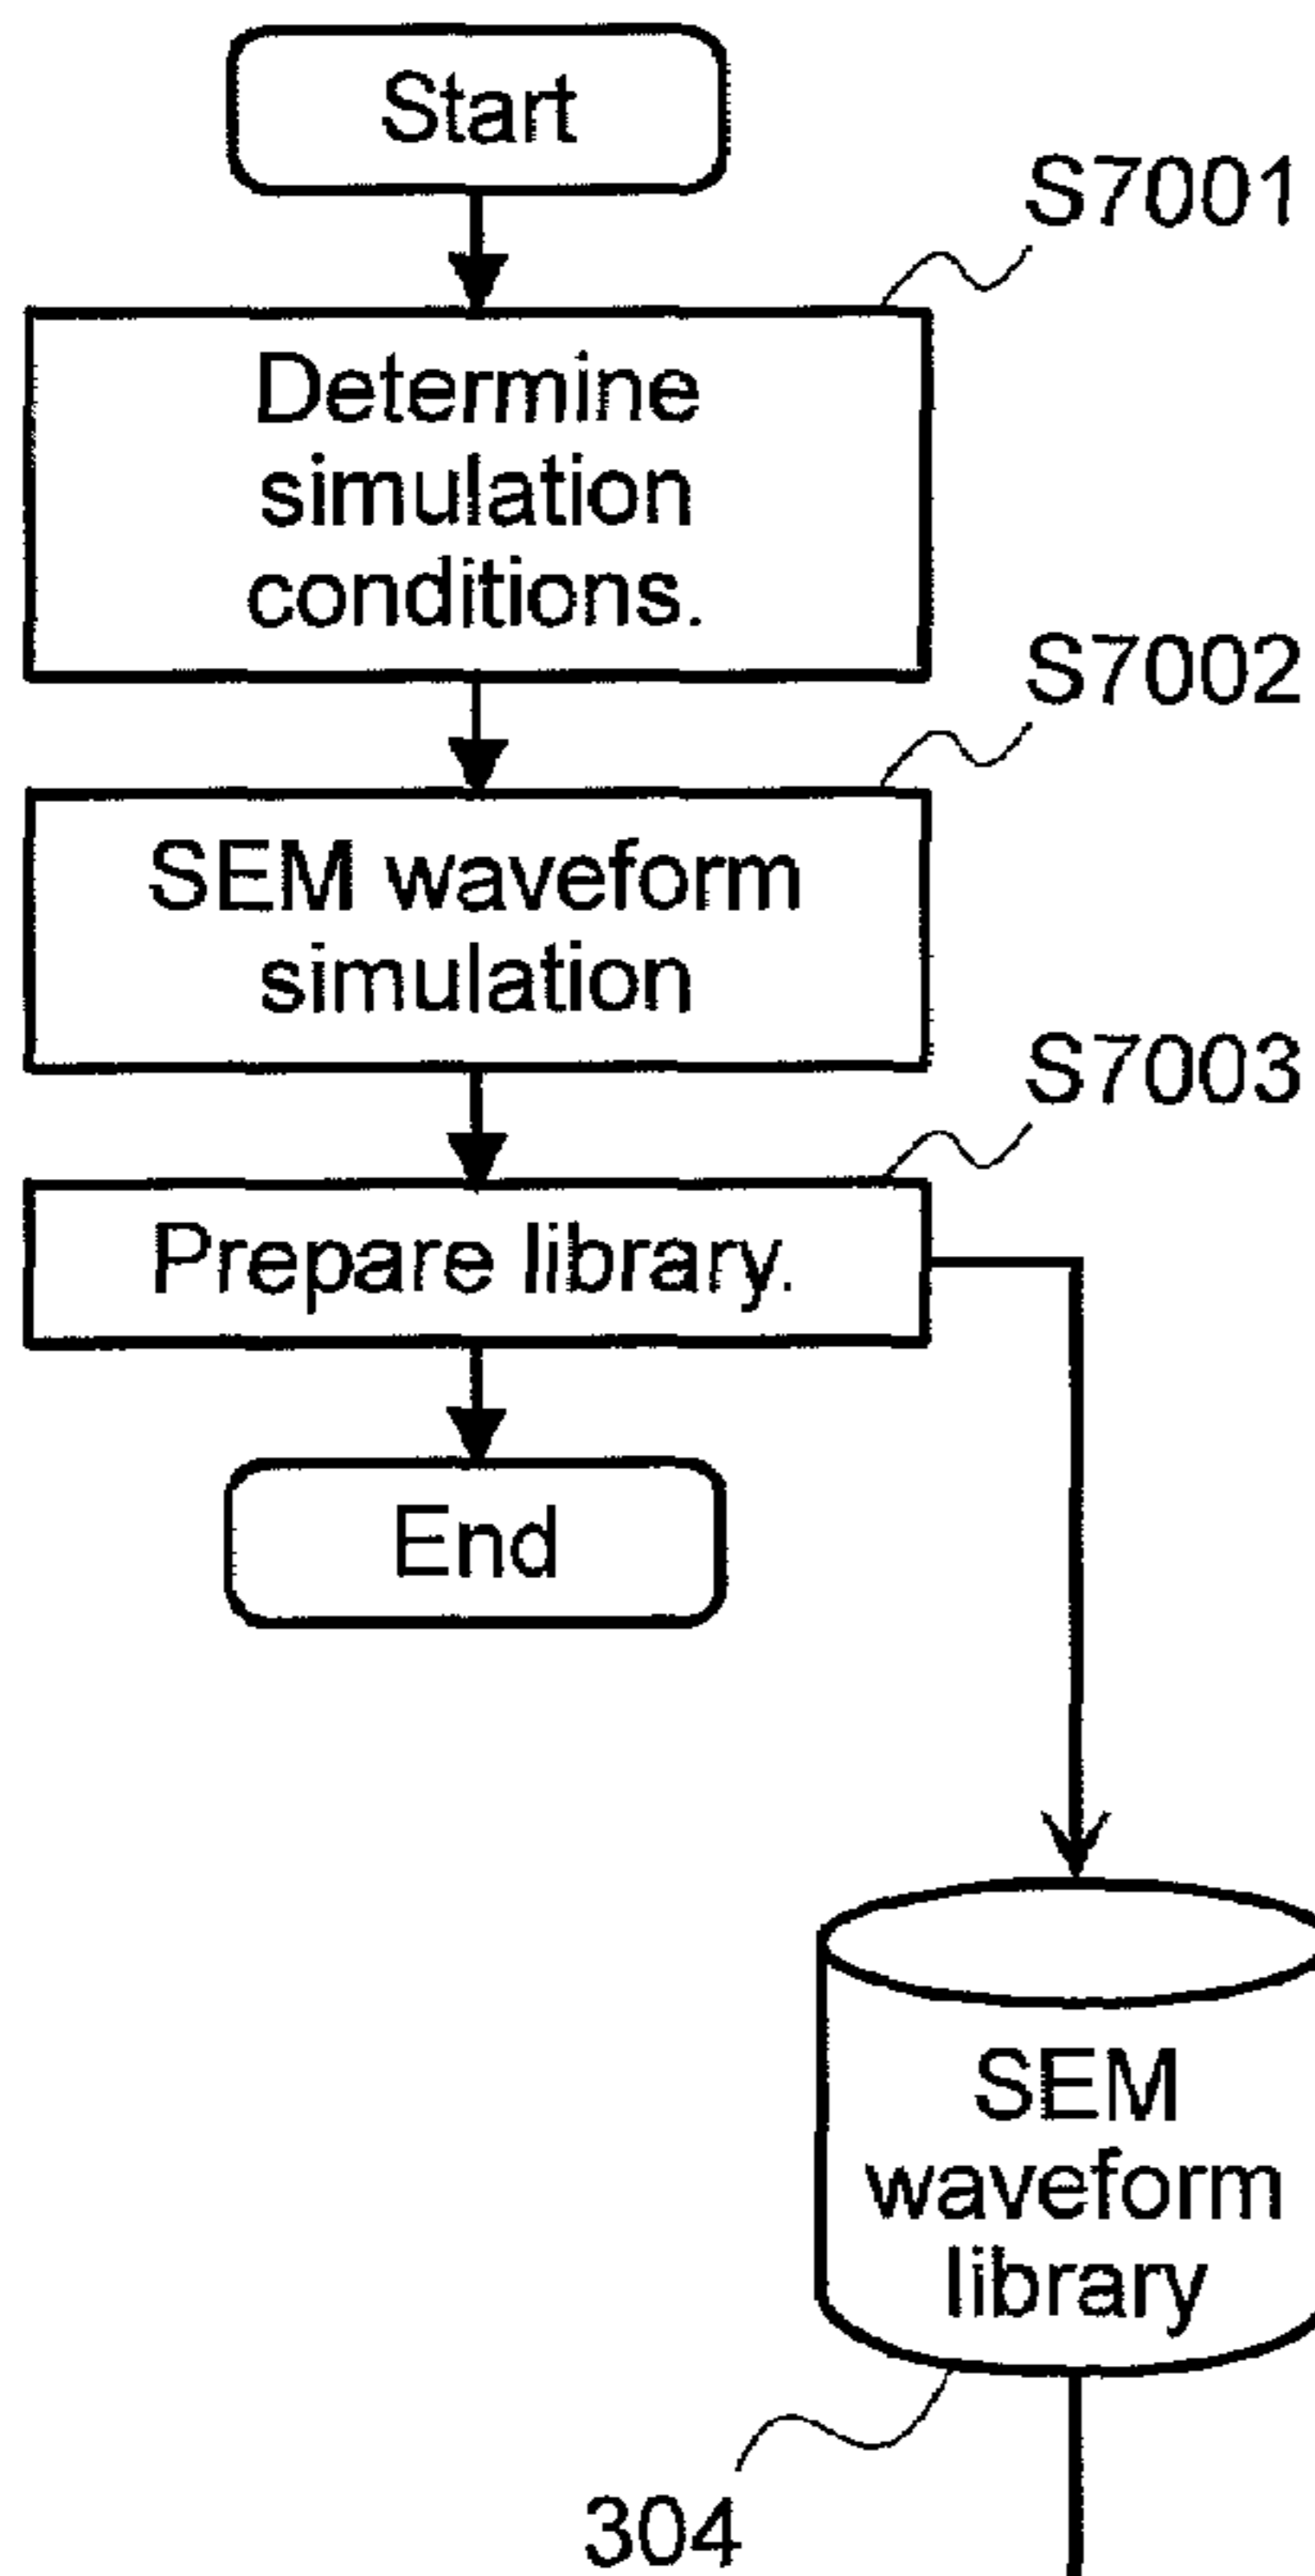 Start
S7001
Determine
simulation
conditions.
S7002
SEM waveform
simulation
S7003
Prepare library.
End
SEM
waveform
library
304